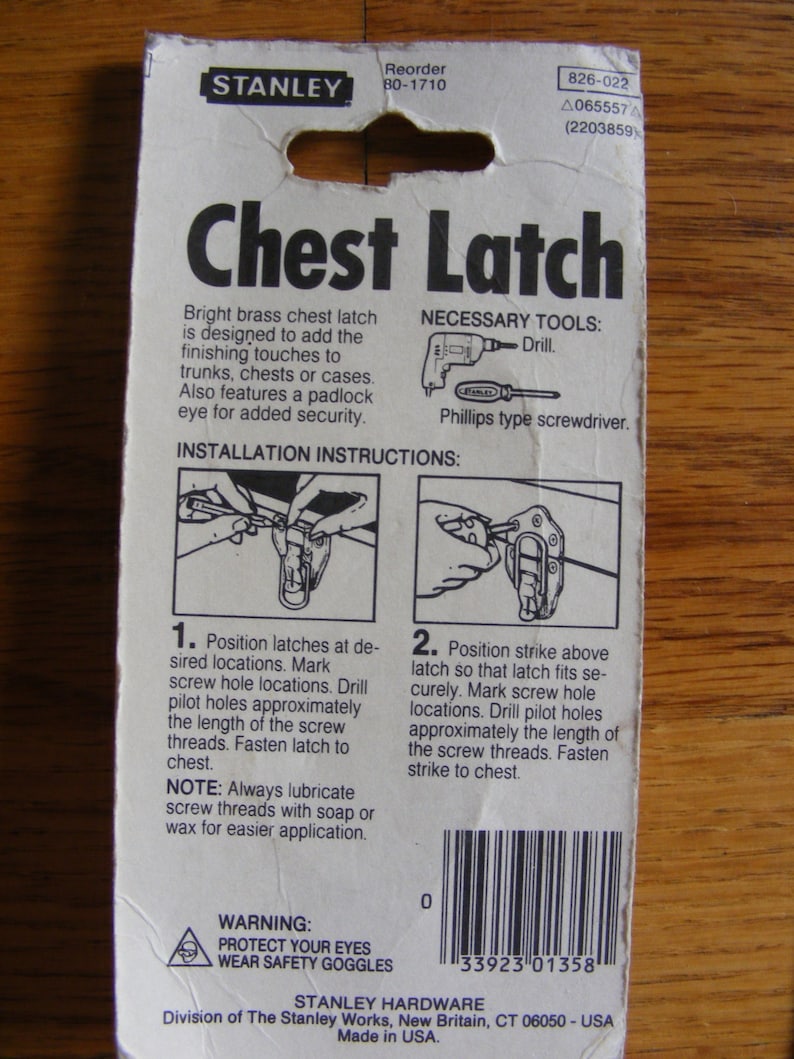 STANLEY
Reorder
80-1710
826-022
△065557△
(2203859)
Chest Latch
Bright brass chest latch
is designed to add the
finishing touches to
trunks, chests or cases.
Also features a padlock
eye for added security.
NECESSARY TOOLS:
Drill.
STANLEY
Phillips type screwdriver.
INSTALLATION INSTRUCTIONS:
1. Position latches at de-
sired locations. Mark
screw hole locations. Drill
pilot holes approximately
the length of the screw
threads. Fasten latch to
chest.
NOTE: Always lubricate
screw threads with soap or
wax for easier application.
2. Position strike above
latch so that latch fits se-
curely. Mark screw hole
locations. Drill pilot holes
approximately the length of
the screw threads. Fasten
strike to chest.
WARNING:
PROTECT YOUR EYES
WEAR SAFETY GOGGLES
0 33923 01358
STANLEY HARDWARE
Division of The Stanley Works, New Britain, CT 06050 - USA
Made in USA.